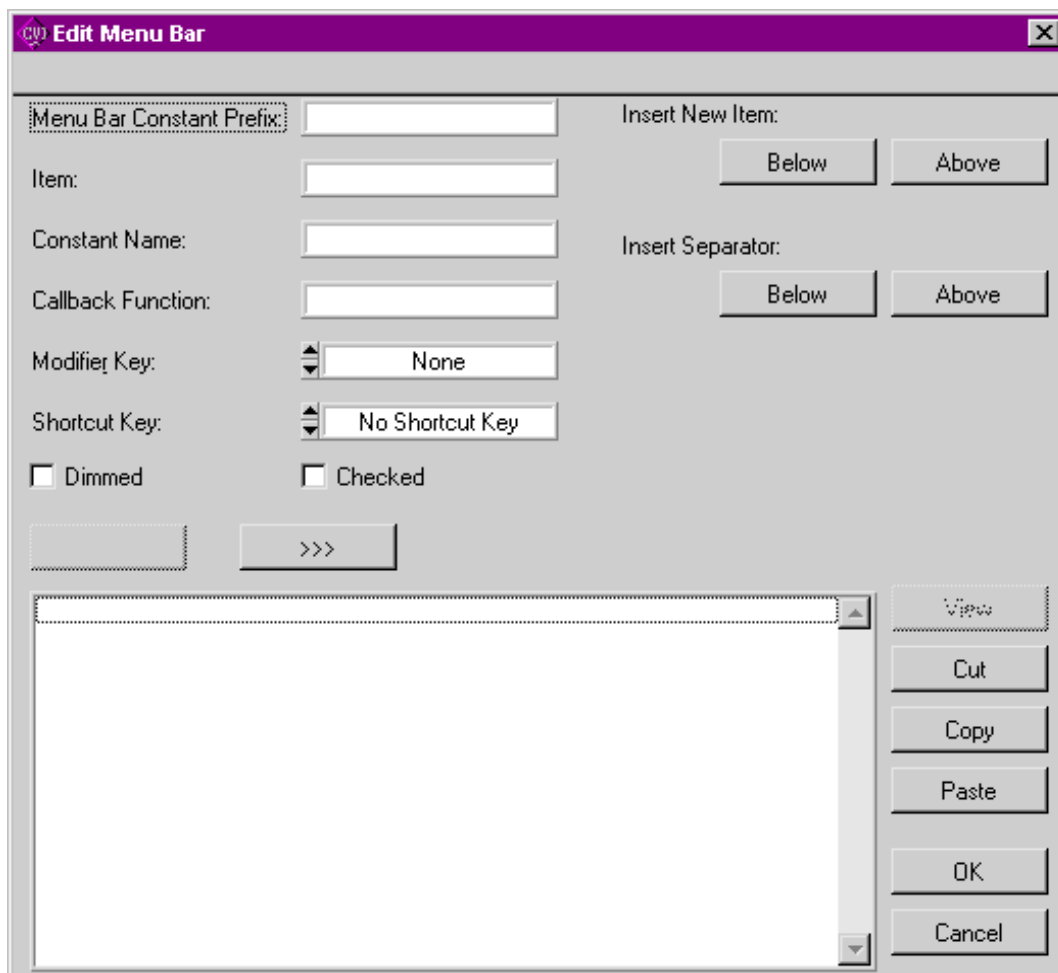 CVI Edit Menu Bar
Menu Bar Constant Prefix:
Insert New Item:
Below Above
Item:
Constant Name:
Insert Separator:
Below Above
Callback Function:
Modifier Key: None
Shortcut Key: No Shortcut Key
Dimmed Checked
>>>
View
Cut
Copy
Paste
OK
Cancel